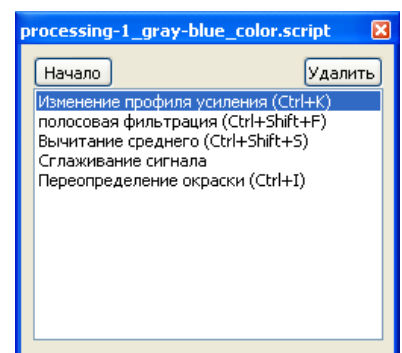 processing-1_gray-blue_color.script
Начало Удалить
Изменение профиля усиления (Ctrl+K)
полосовая фильтрация (Ctrl+Shift+F)
Вычитание среднего (Ctrl+Shift+S)
Сглаживание сигнала
Переопределение окраски (Ctrl+I)